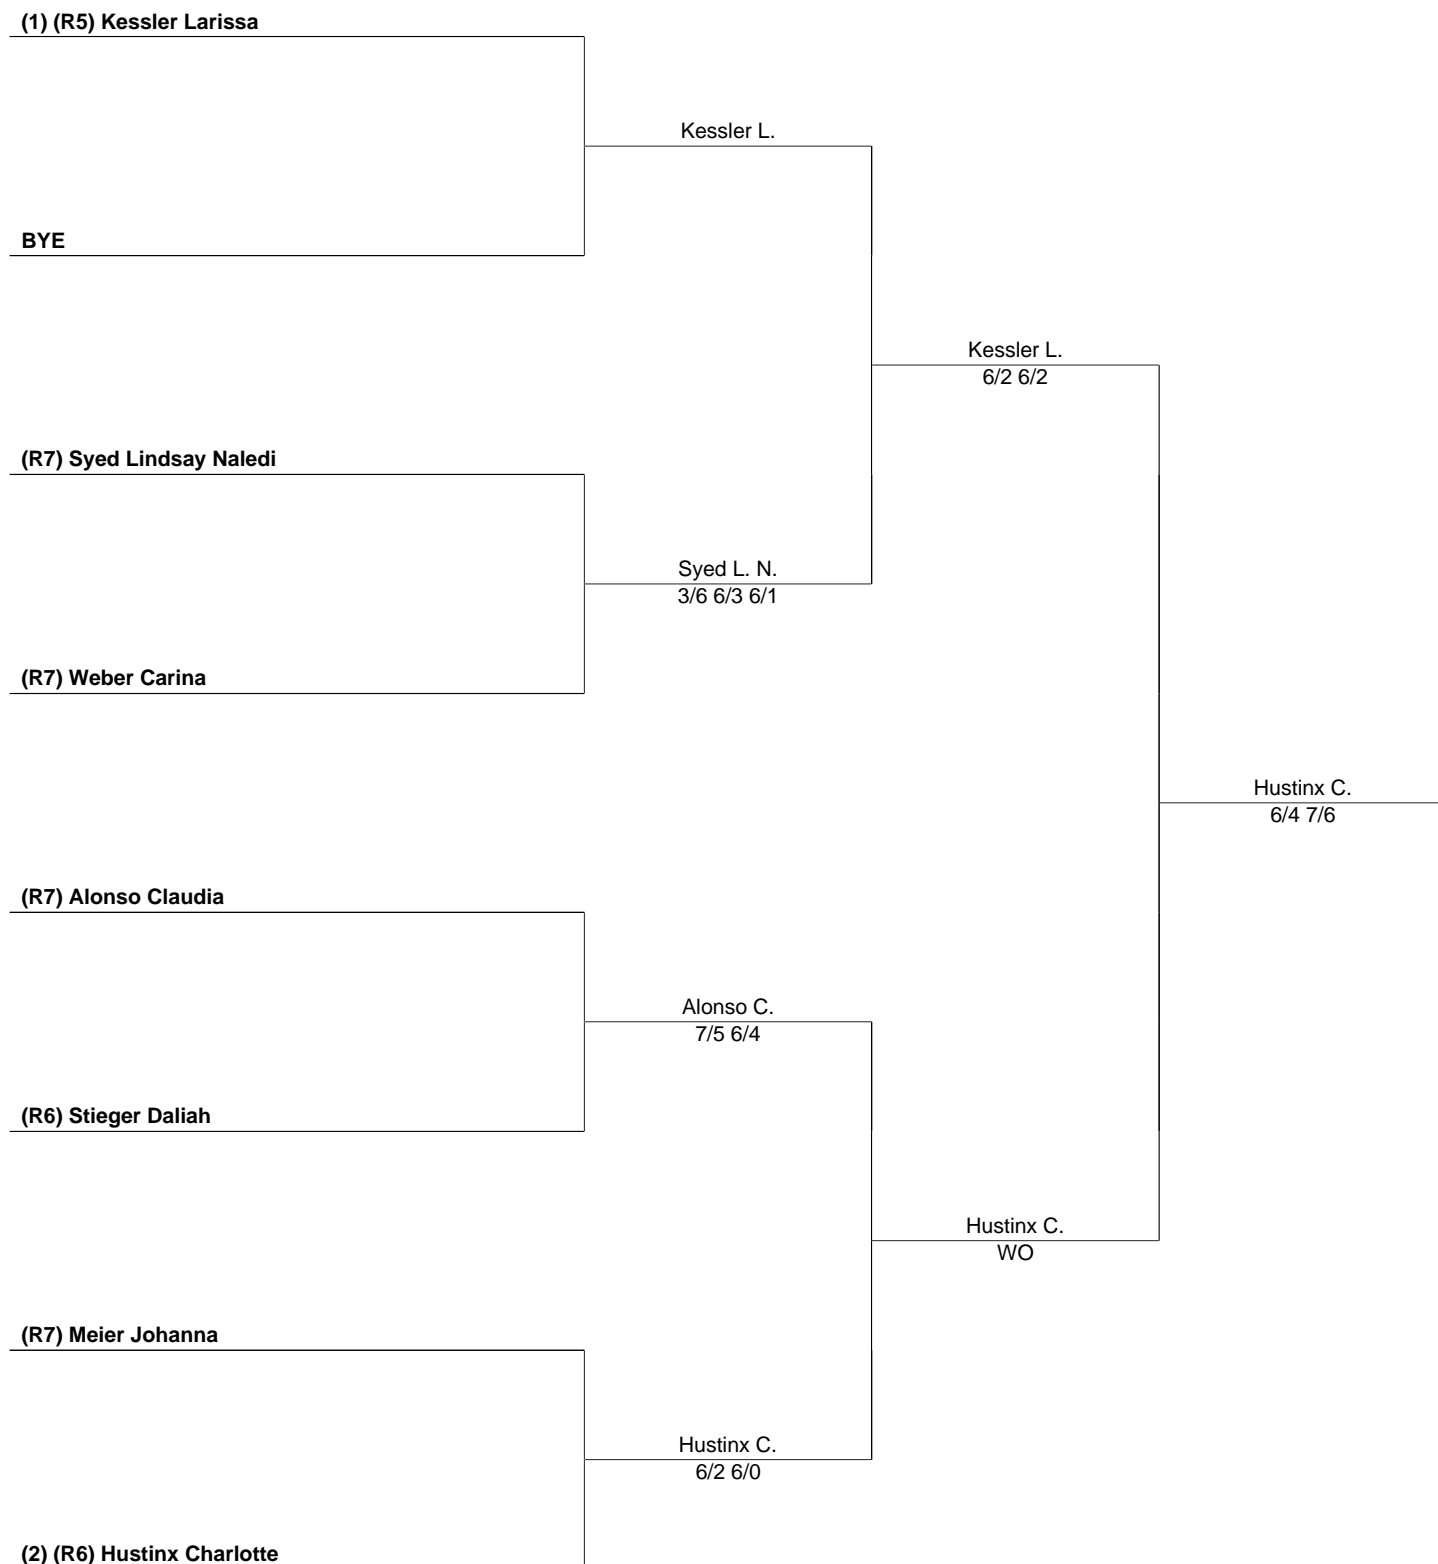 (1) (R5) Kessler Larissa
Kessler L.
BYE
Kessler L.
6/2 6/2
(R7) Syed Lindsay Naledi
Syed L. N.
3/6 6/3 6/1
(R7) Weber Carina
Hustinx C.
6/4 7/6
(R7) Alonso Claudia
Alonso C.
7/5 6/4
(R6) Stieger Daliah
Hustinx C.
WO
(R7) Meier Johanna
Hustinx C.
6/2 6/0
(2) (R6) Hustinx Charlotte